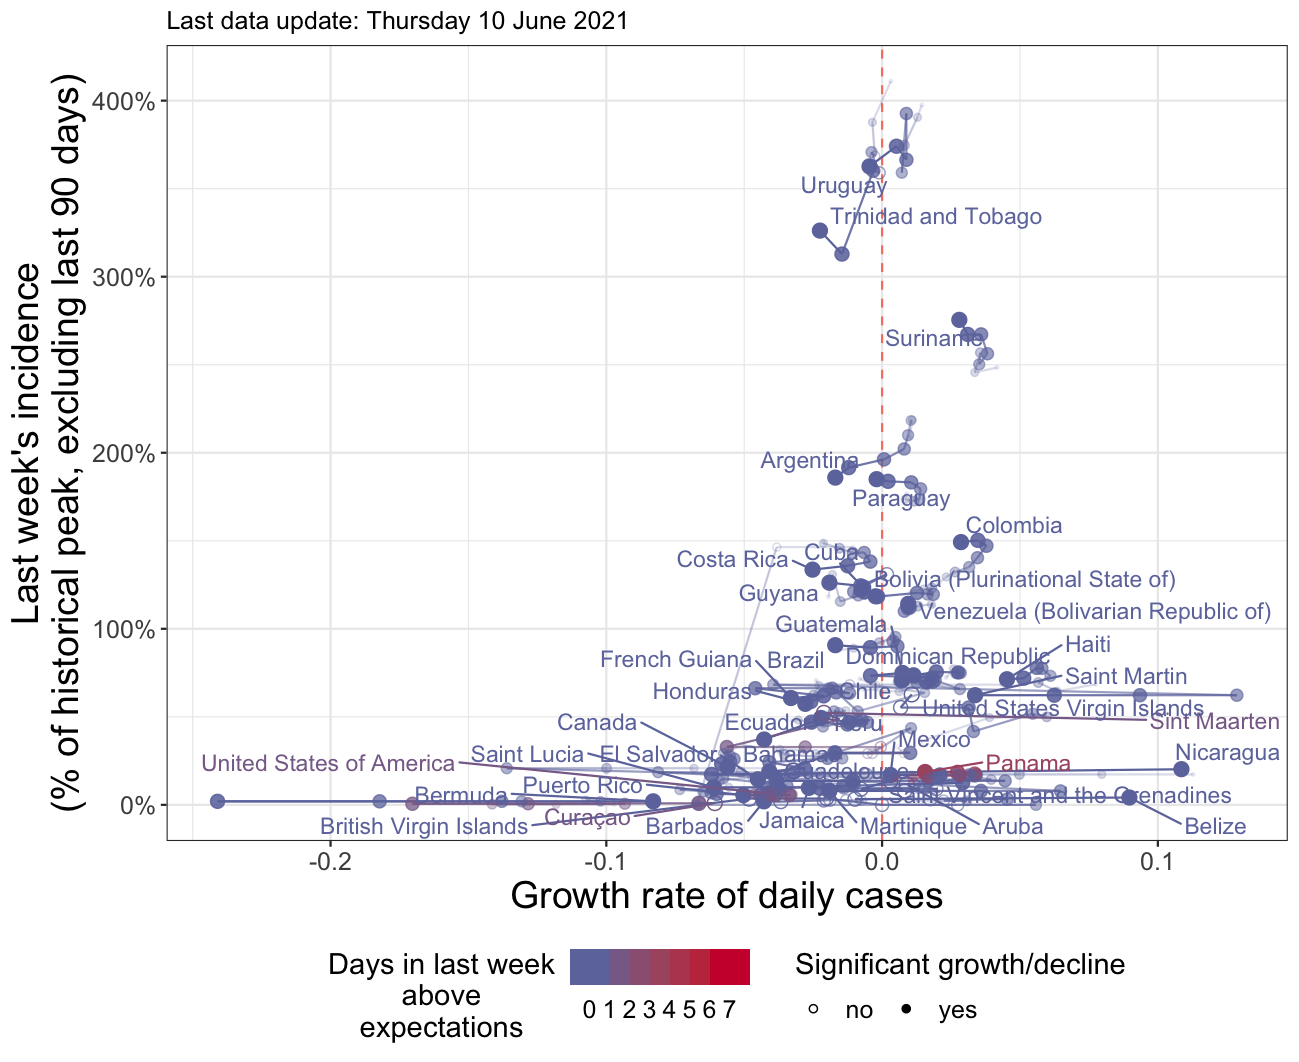 Last data update: Thursday 10 June 2021
Last week's incidence
(% of historical peak, excluding last 90 days)
400%
300%
200%
100%
0%
Uruguay
Trinidad and Tobago
Suriname
Argentina
Paraguay
Colombia
Costa Rica
Cuba
Bolivia (Plurinational State of)
Guyana
Venezuela (Bolivarian Republic of)
Guatemala
Haiti
French Guiana
Brazil
Dominican Republic
Saint Martin
Honduras
Chile
United States Virgin Islands
Sint Maarten
Canada
Ecuador
Peru
Mexico
Nicaragua
Saint Lucia
El Salvador
Bahamas
United States of America
Panama
Guadeloupe
Puerto Rico
Bermuda
Saint Vincent and the Grenadines
Curaçao
British Virgin Islands
Barbados
Jamaica
Martinique
Aruba
Belize
-0.2
-0.1
0.0
0.1
Growth rate of daily cases
Days in last week
above
expectations
0 1 2 3 4 5 6 7
Significant growth/decline
no
yes